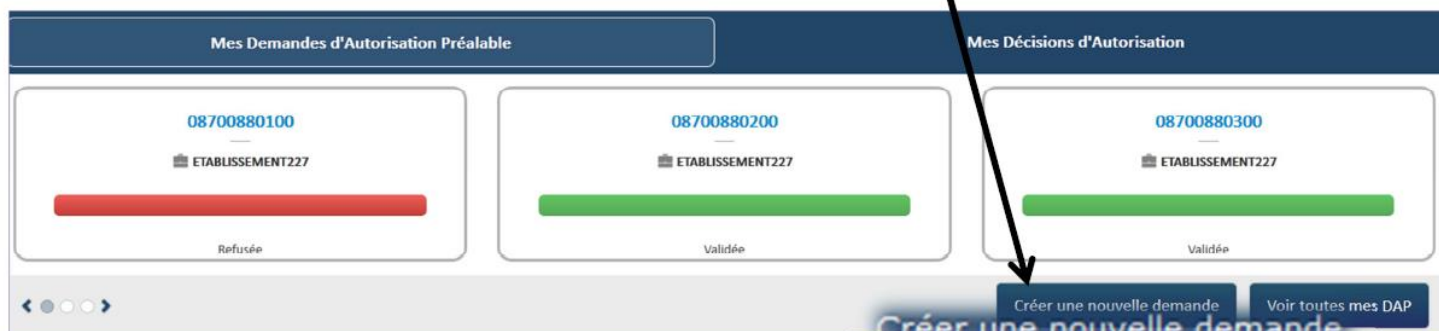 Mes Demandes d'Autorisation Préalable
Mes Décisions d'Autorisation
08700880100
ETABLISSEMENT227
Refusée
08700880200
ETABLISSEMENT227
Validée
08700880300
ETABLISSEMENT227
Validée
Créer une nouvelle demande
Voir toutes mes DAP
Créer une nouvelle demande